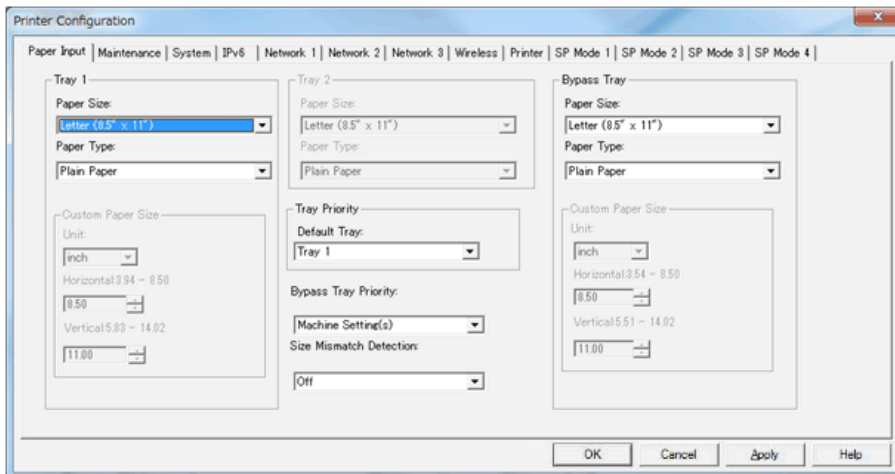 Printer Configuration
Paper Input | Maintenance | System | IPv6 | Network 1 | Network 2 | Network 3 | Wireless | Printer | SP Mode 1 | SP Mode 2 | SP Mode 3 | SP Mode 4 |
Tray 1
Paper Size:
Letter (8.5" x 11")
Paper Type:
Plain Paper
Custom Paper Size
Unit:
inch
Horizontal:3.94 - 8.50
8.50
Vertical:5.83 - 14.02
11.00
Tray 2
Paper Size:
Letter (8.5" x 11")
Paper Type:
Plain Paper
Tray Priority
Default Tray:
Tray 1
Bypass Tray Priority:
Machine Setting(s)
Size Mismatch Detection:
Off
Bypass Tray
Paper Size:
Letter (8.5" x 11")
Paper Type:
Plain Paper
Custom Paper Size
Unit:
inch
Horizontal:3.54 - 8.50
8.50
Vertical:5.51 - 14.02
11.00
OK
Cancel
Apply
Help